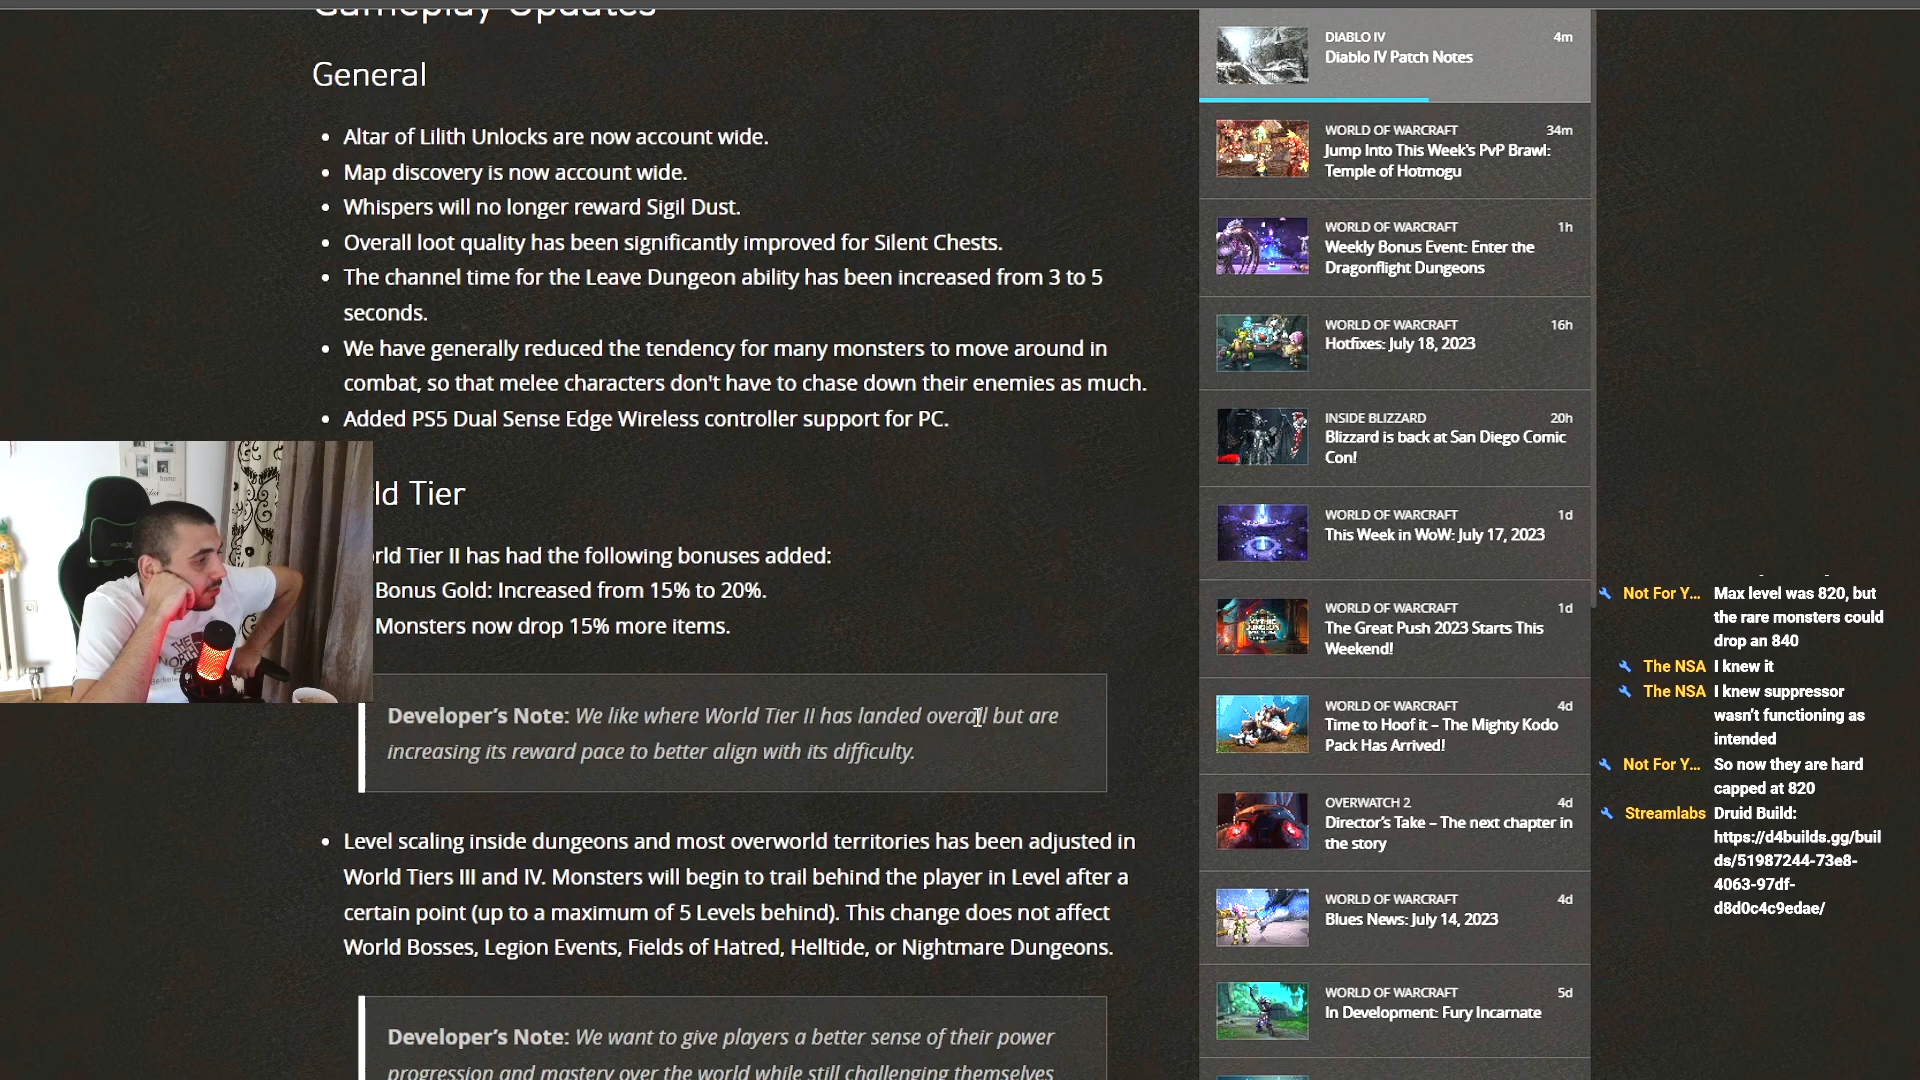 Gameplay Updates
General
Altar of Lilith Unlocks are now account wide.
Map discovery is now account wide.
Whispers will no longer reward Sigil Dust.
Overall loot quality has been significantly improved for Silent Chests.
The channel time for the Leave Dungeon ability has been increased from 3 to 5
seconds.
We have generally reduced the tendency for many monsters to move around in
combat, so that melee characters don't have to chase down their enemies as much.
Added PS5 Dual Sense Edge Wireless controller support for PC.
ld Tier
rld Tier II has had the following bonuses added:
Bonus Gold: Increased from 15% to 20%.
Monsters now drop 15% more items.
Developer's Note: We like where World Tier II has landed overall but are
increasing its reward pace to better align with its difficulty.
Level scaling inside dungeons and most overworld territories has been adjusted in
World Tiers III and IV. Monsters will begin to trail behind the player in Level after a
certain point (up to a maximum of 5 Levels behind). This change does not affect
World Bosses, Legion Events, Fields of Hatred, Helltide, or Nightmare Dungeons.
Developer's Note: We want to give players a better sense of their power
progression and mastery over the world while still challenging themselves
DIABLO IV 4m
Diablo IV Patch Notes
WORLD OF WARCRAFT 34m
Jump Into This Week's PvP Brawl:
Temple of Hotmogu
WORLD OF WARCRAFT 1h
Weekly Bonus Event: Enter the
Dragonflight Dungeons
WORLD OF WARCRAFT 16h
Hotfixes: July 18, 2023
INSIDE BLIZZARD 20h
Blizzard is back at San Diego Comic
Con!
WORLD OF WARCRAFT 1d
This Week in WoW: July 17, 2023
WORLD OF WARCRAFT 1d
The Great Push 2023 Starts This
Weekend!
WORLD OF WARCRAFT 4d
Time to Hoof it – The Mighty Kodo
Pack Has Arrived!
OVERWATCH 2 4d
Director's Take – The next chapter in
the story
WORLD OF WARCRAFT 4d
Blues News: July 14, 2023
WORLD OF WARCRAFT 5d
In Development: Fury Incarnate
Not For Y... Max level was 820, but
the rare monsters could
drop an 840
The NSA I knew it
The NSA I knew suppressor
wasn't functioning as
intended
Not For Y... So now they are hard
capped at 820
Streamlabs Druid Build:
https://d4builds.gg/buil
ds/51987244-73e8-
4063-97df-
d8d0c4c9edae/
home
THE
NORTH